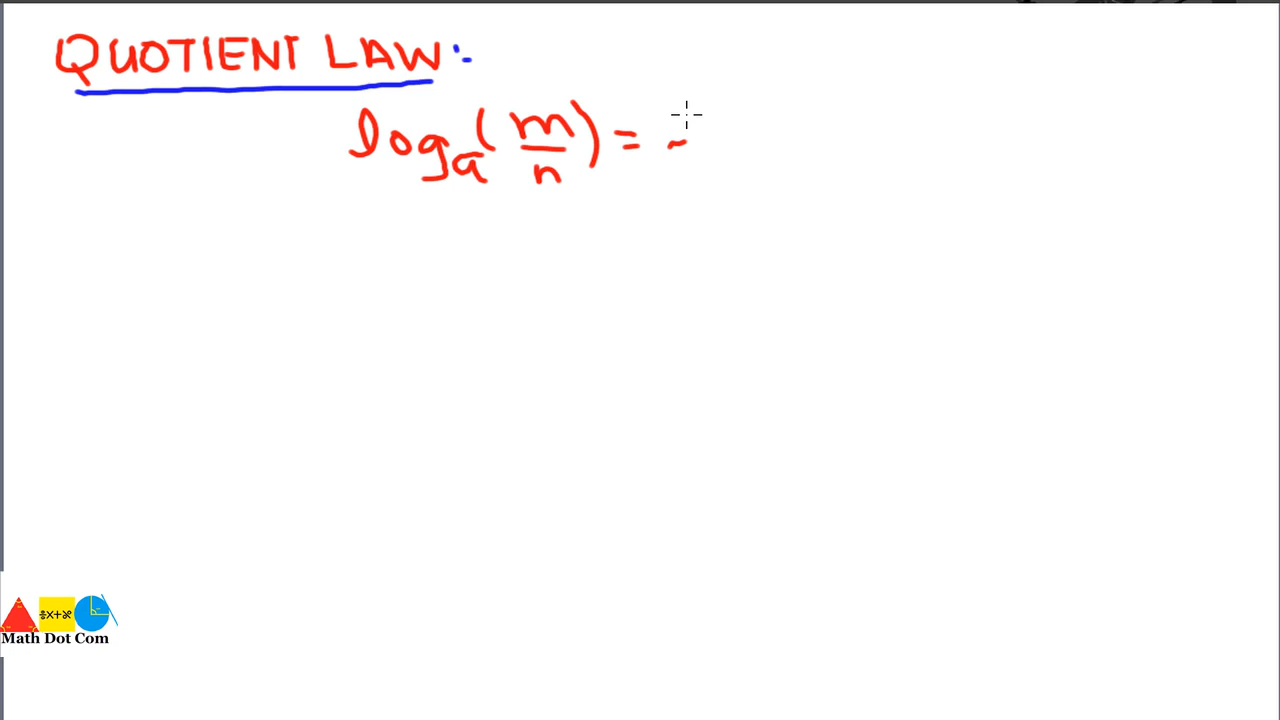 QUOTIENT LAW:
logₐ(m/n) =
÷x+
Math Dot Com